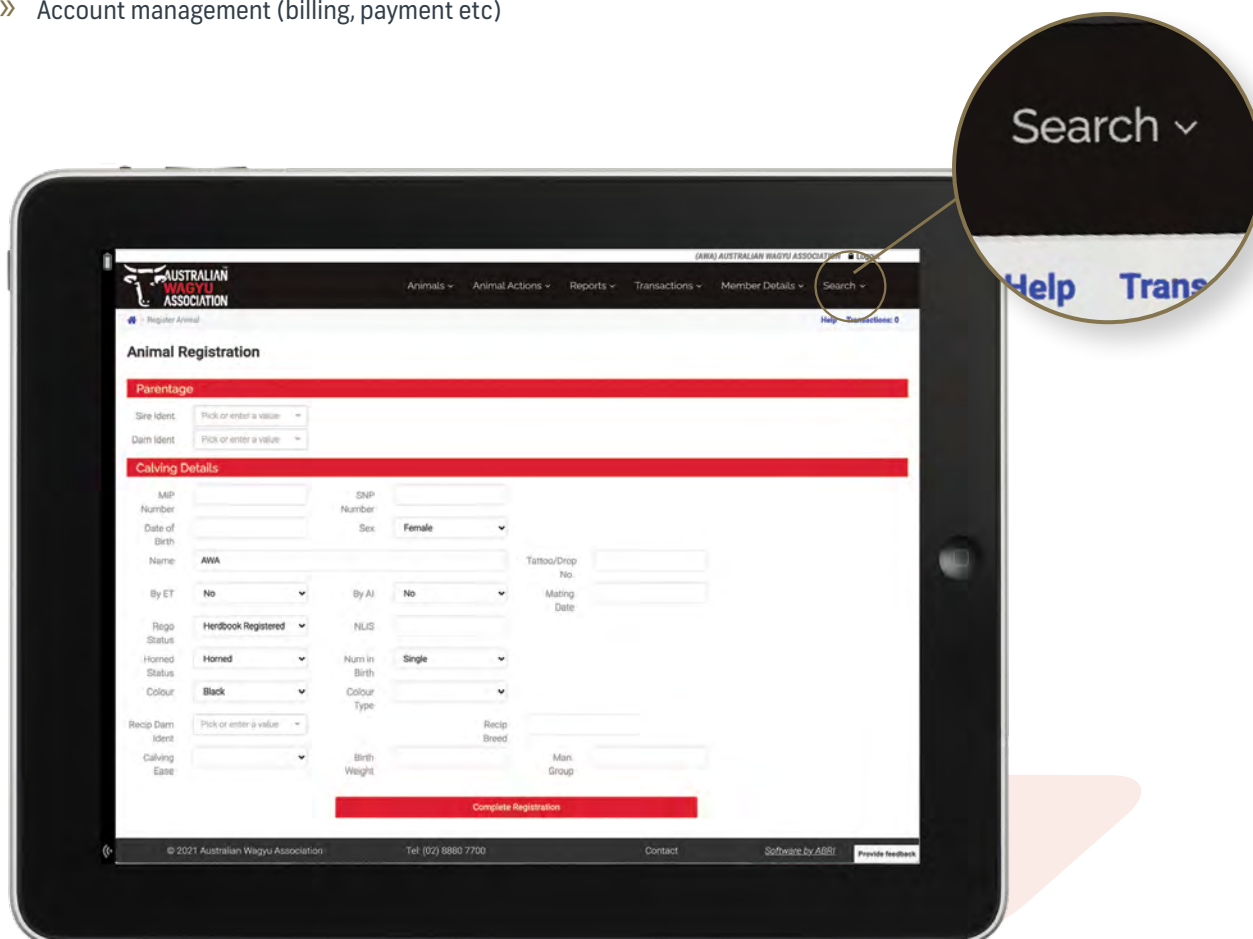 » Account management (billing, payment etc)
Search
Help Trans
(AWA) AUSTRALIAN WAGYU ASSOCIATION Logout
AUSTRALIAN
WAGYU
ASSOCIATION
Animals Animal Actions Reports Transactions Member Details Search
Register Animal
Help Transactions: 0
Animal Registration
Parentage
Sire Ident. Pick or enter a value
Dam Ident Pick or enter a value
Calving Details
MIP
Number
SNP
Number
Date of
Birth
Sex Female
Name AWA
Tattoo/Drop
No.
By ET No By AI No
Mating
Date
Rego
Status
Herdbook Registered NLIS
Horned
Status
Horned
Num in
Birth
Single
Colour Black
Colour
Type
Recip Dam
Ident
Pick or enter a value
Recip
Breed
Calving
Ease
Birth
Weight
Man.
Group
Complete Registration
© 2021 Australian Wagyu Association Tel: (02) 8880 7700 Contact Software by ABRI Provide feedback